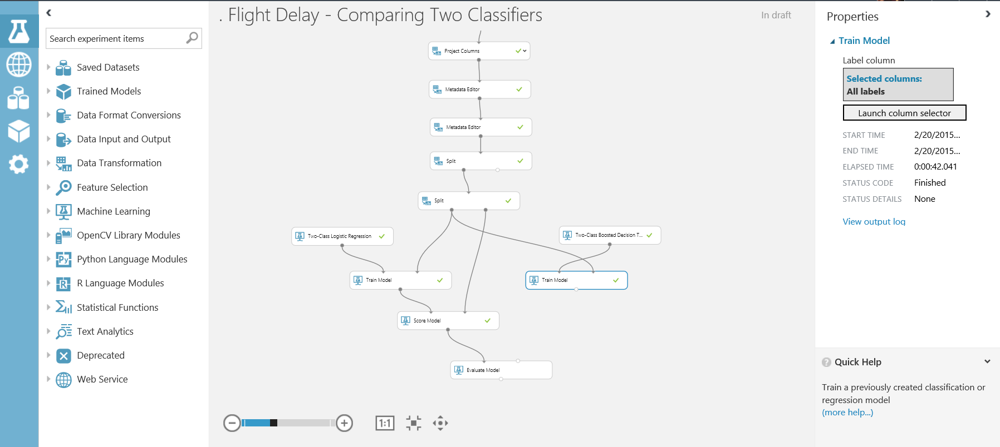 . Flight Delay - Comparing Two Classifiers
In draft
Search experiment items
Saved Datasets
Trained Models
Data Format Conversions
Data Input and Output
Data Transformation
Feature Selection
Machine Learning
OpenCV Library Modules
Python Language Modules
R Language Modules
Statistical Functions
Text Analytics
Deprecated
Web Service
Project Columns
Metadata Editor
Metadata Editor
Split
Split
Two-Class Logistic Regression
Two-Class Boosted Decision T...
Train Model
Train Model
Score Model
Evaluate Model
1:1
Properties
Train Model
Label column
Selected columns:
All labels
Launch column selector
START TIME 2/20/2015...
END TIME 2/20/2015...
ELAPSED TIME 0:00:42.041
STATUS CODE Finished
STATUS DETAILS None
View output log
? Quick Help
Train a previously created classification or
regression model
(more help...)
Py
R